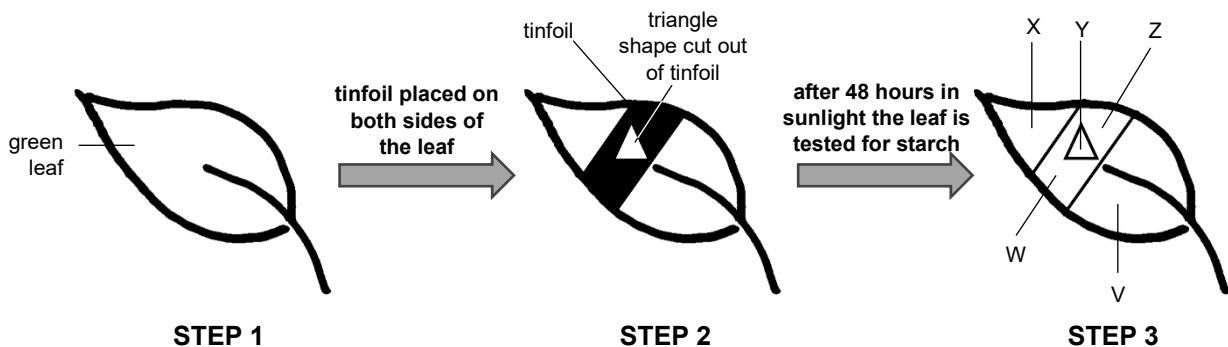 green
leaf
STEP 1
tinfoil placed on
both sides of
the leaf
tinfoil
triangle
shape cut out
of tinfoil
STEP 2
after 48 hours in
sunlight the leaf is
tested for starch
X
Y
Z
W
V
STEP 3